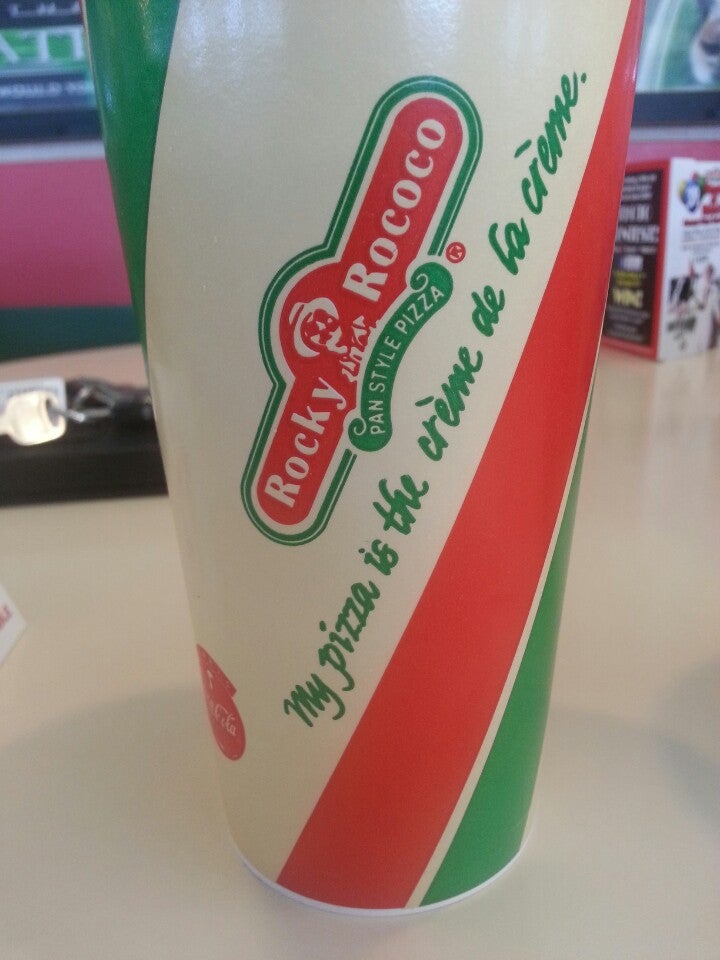 Rocky Rococo
PAN STYLE PIZZA
®
My pizza is the crème de la crème.